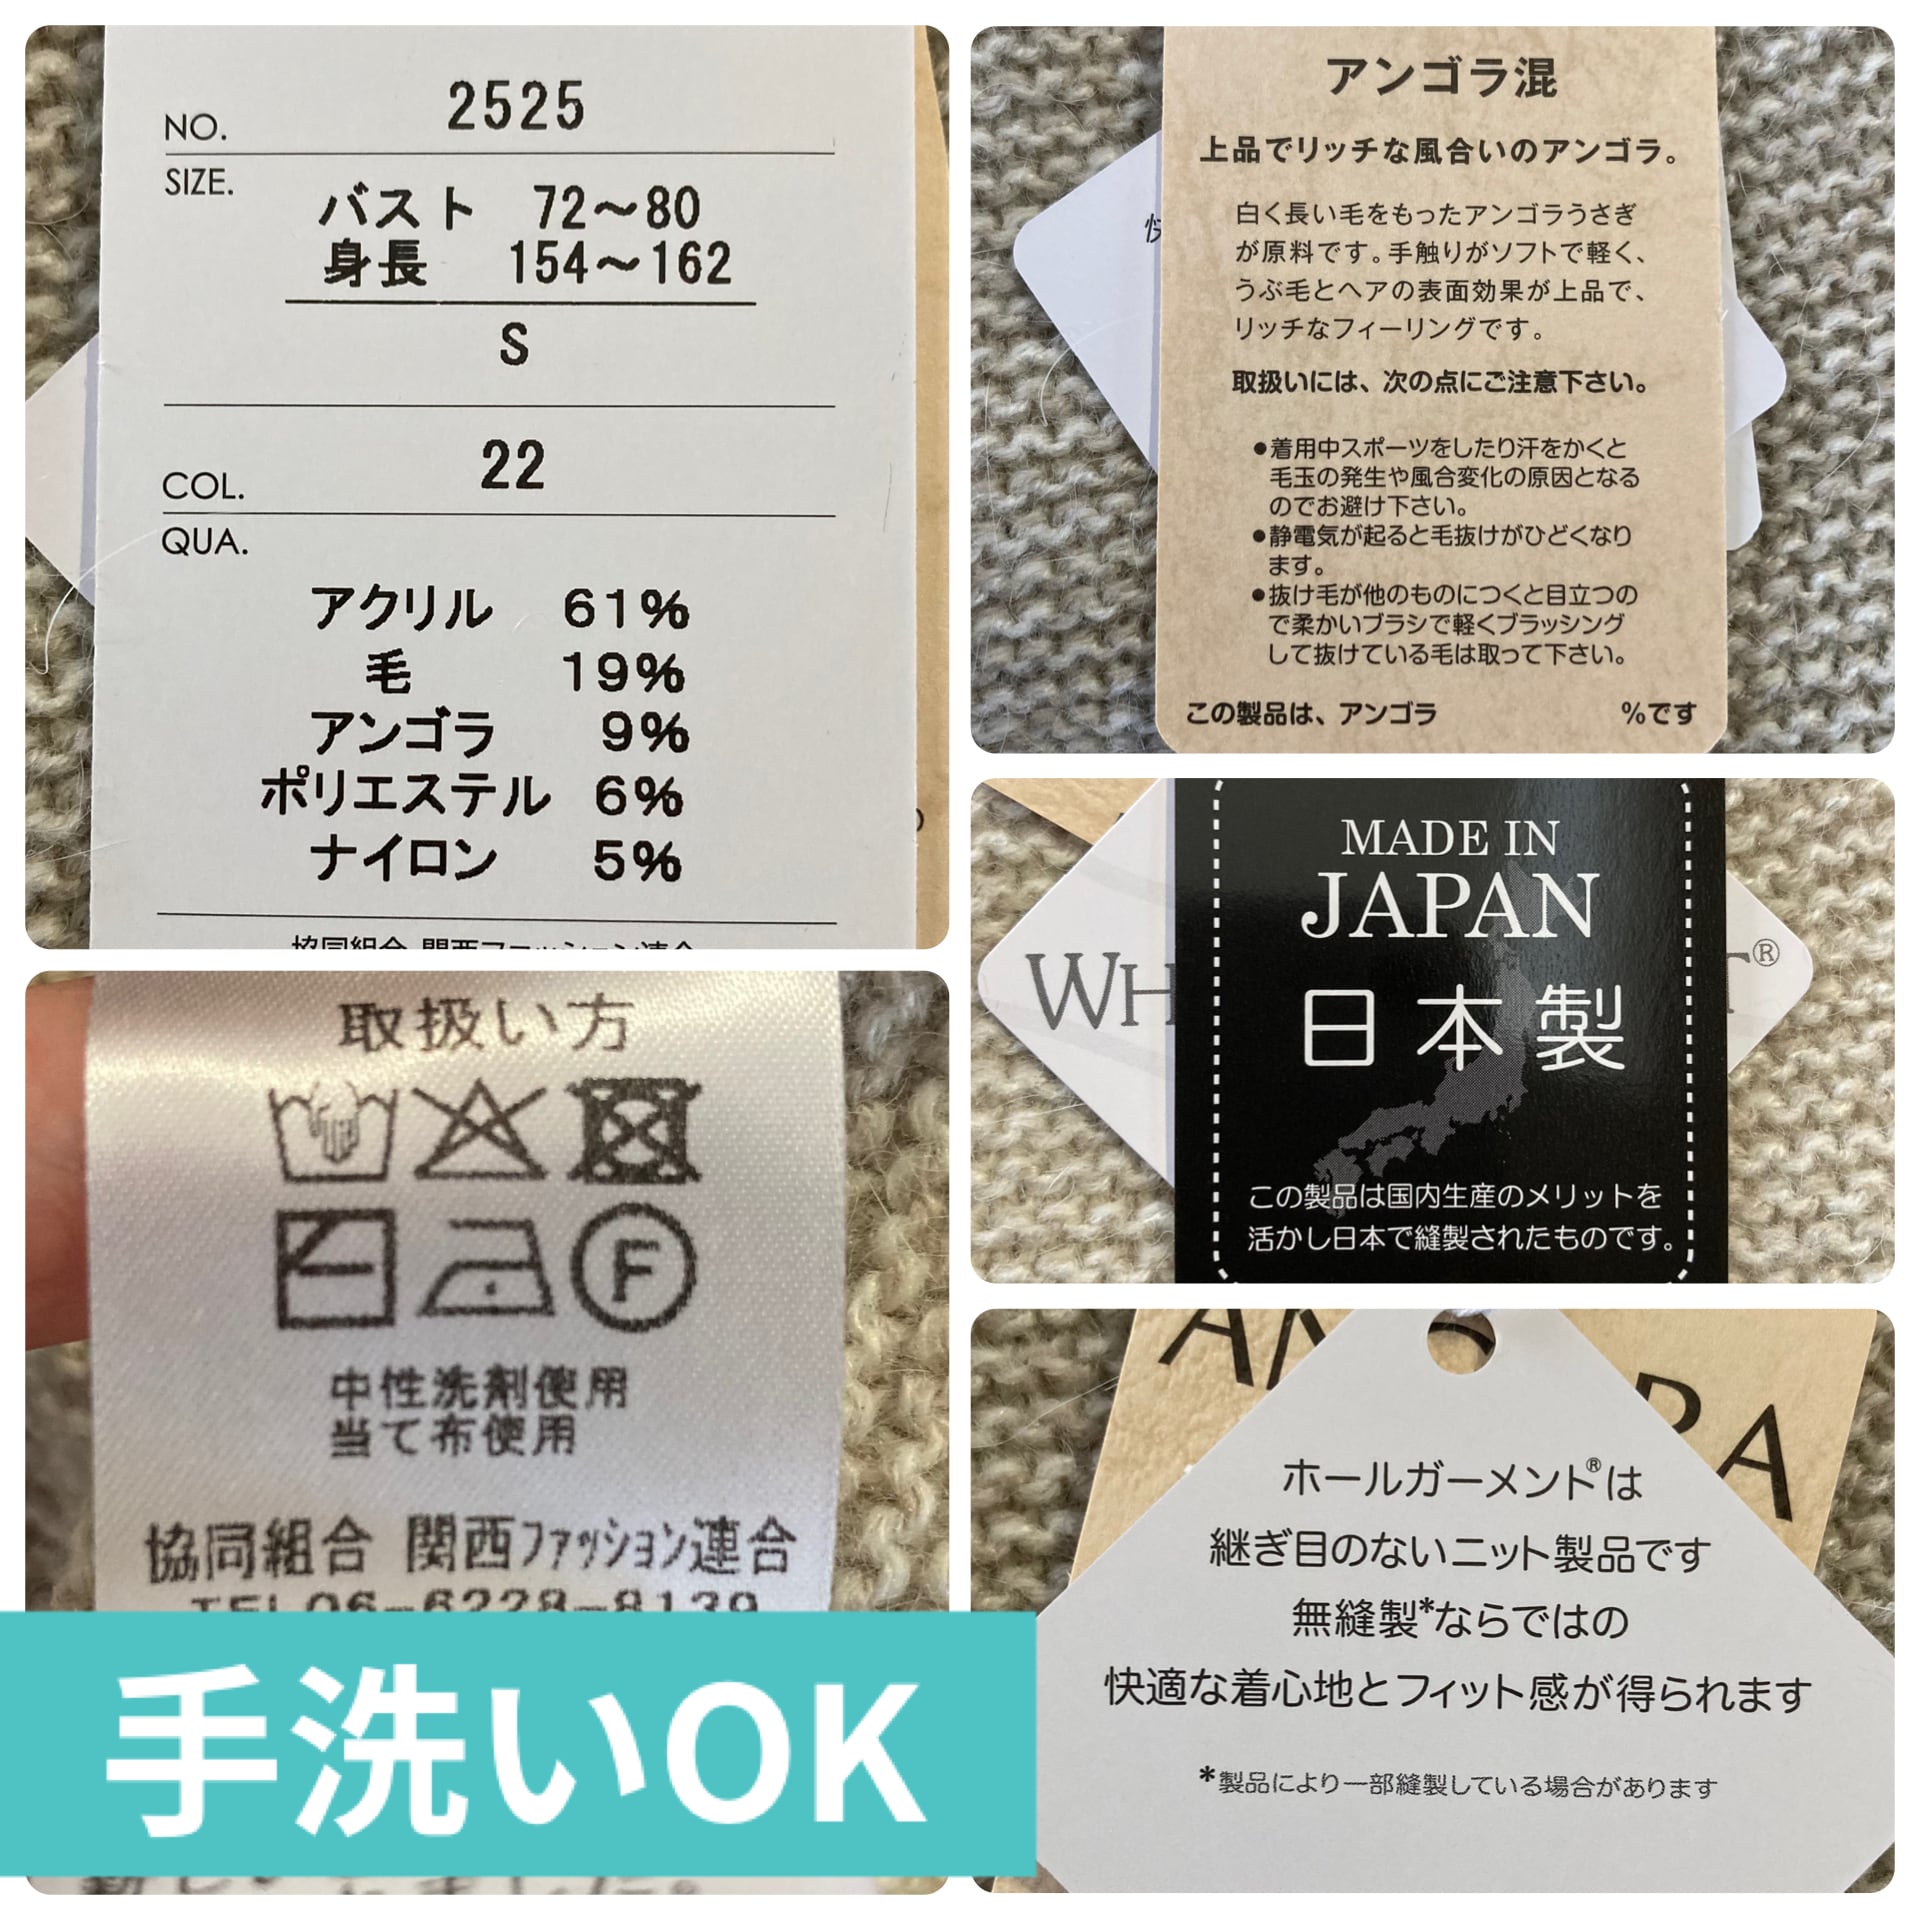 NO. 2525
SIZE.
バスト 72～80
身長 154～162
S
COL. 22
QUA.
アクリル 61%
毛 19%
アンゴラ 9%
ポリエステル 6%
ナイロン 5%
協同組合 関西ファッション連合
取扱い方
F
中性洗剤使用
当て布使用
協同組合 関西ファッション連合
TEL06-6228-8139
手洗いOK
アンゴラ混
上品でリッチな風合いのアンゴラ。
白く長い毛をもったアンゴラうさぎ
が原料です。手触りがソフトで軽く、
うぶ毛とヘアの表面効果が上品で、
リッチなフィーリングです。
取扱いには、次の点にご注意下さい。
●着用中スポーツをしたり汗をかくと
毛玉の発生や風合変化の原因となる
のでお避け下さい。
●静電気が起ると毛抜けがひどくなり
ます。
●抜け毛が他のものにつくと目立つの
で柔かいブラシで軽くブラッシング
して抜けている毛は取って下さい。
この製品は、アンゴラ %です
快
MADE IN
JAPAN
日本製
WH T®
この製品は国内生産のメリットを
活かし日本で縫製されたものです。
ホールガーメント®は
継ぎ目のないニット製品です
無縫製*ならではの
快適な着心地とフィット感が得られます
*製品により一部縫製している場合があります